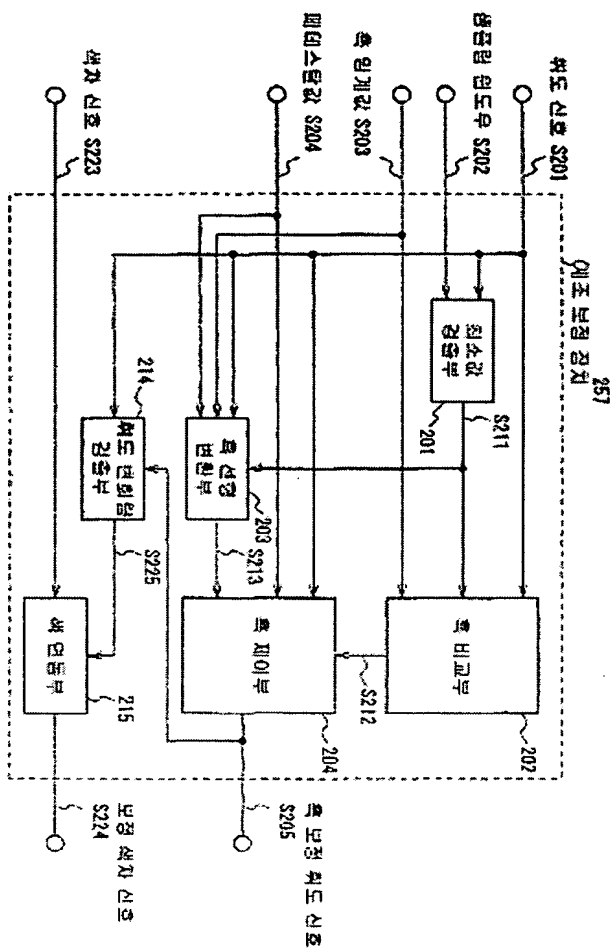 계조 보정 장치
257
휘도 신호 S201
샘플링 윈도우 S202
흑 임계값 S203
페데스탈값 S204
색차 신호 S223
최소값
검출부
201
S211
흑 비교부
202
S212
흑 선형
변환부
203
S213
흑 제어부
204
S205
흑 보정 휘도 신호
휘도 변화율
검출부
214
S225
색 연동부
215
S224
보정 색차 신호